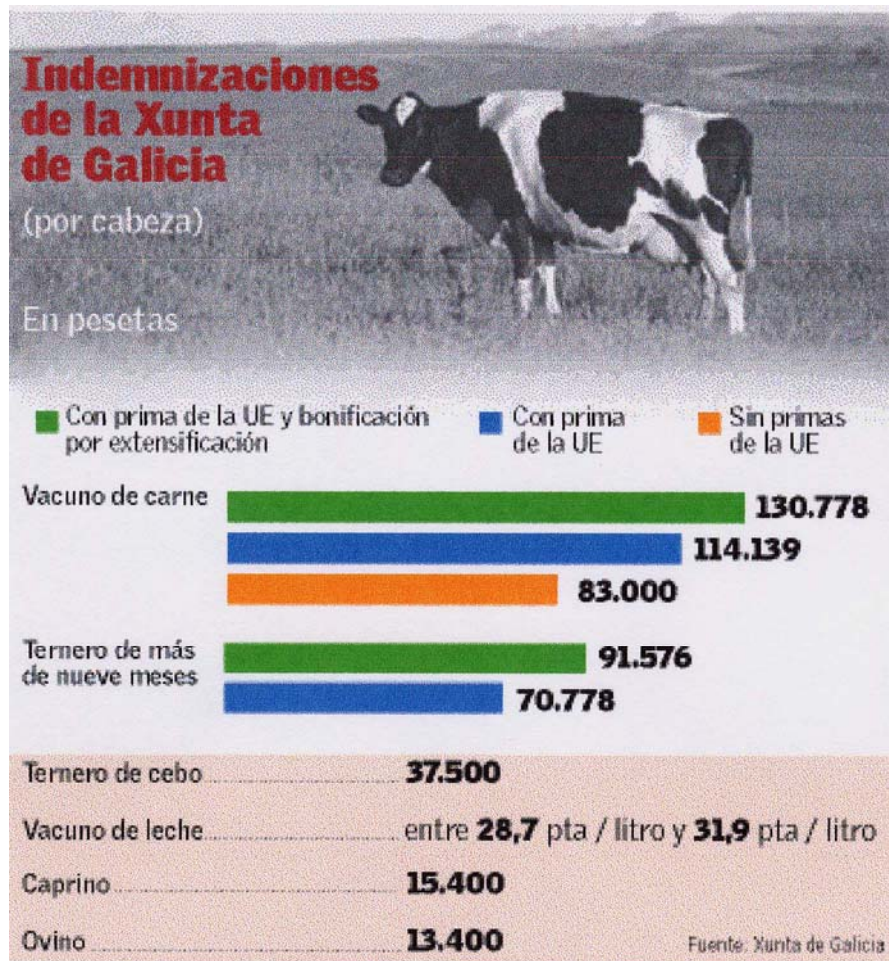 Indemnizaciones
de la Xunta
de Galicia
(por cabeza)
En pesetas
Con prima de la UE y bonificación
por extensificación
Con prima
de la UE
Sin primas
de la UE
Vacuno de carne
130.778
114.139
83.000
Ternero de más
de nueve meses
91.576
70.778
Ternero de cebo 37.500
Vacuno de leche entre 28,7 pta / litro y 31,9 pta / litro
Caprino 15.400
Ovino 13.400
Fuente: Xunta de Galicia